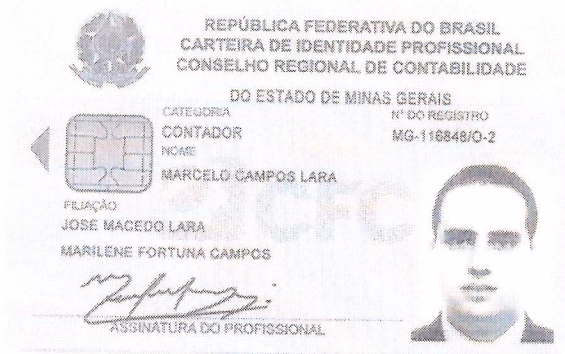 REPÚBLICA FEDERATIVA DO BRASIL
CARTEIRA DE IDENTIDADE PROFISSIONAL
CONSELHO REGIONAL DE CONTABILIDADE
DO ESTADO DE MINAS GERAIS
CATEGORIA
CONTADOR
Nº DO REGISTRO
MG-116848/O-2
NOME
MARCELO CAMPOS LARA
CFC
FILIAÇÃO
JOSE MACEDO LARA
MARILENE FORTUNA CAMPOS
ASSINATURA DO PROFISSIONAL